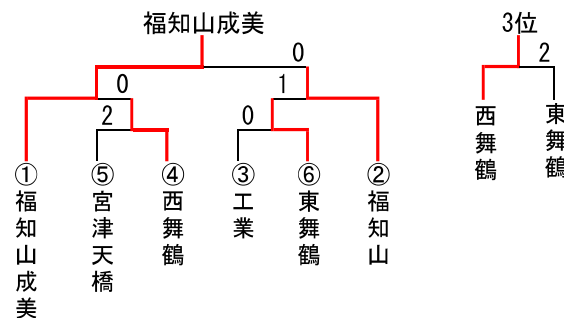 福知山成美
3位
0
2
0
1
2
0
①福知山成美
⑤宮津天橋
④西舞鶴
③工業
⑥東舞鶴
②福知山
西舞鶴
東舞鶴